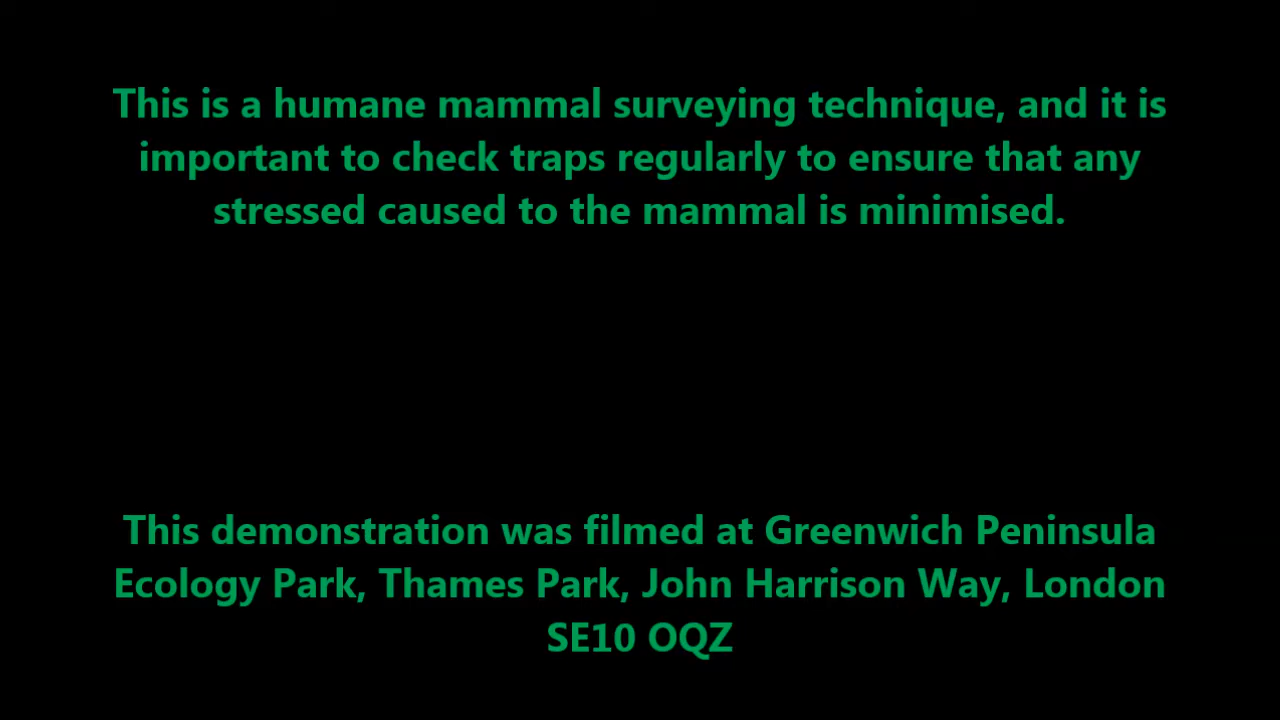 This is a humane mammal surveying technique, and it is
important to check traps regularly to ensure that any
stressed caused to the mammal is minimised.
This demonstration was filmed at Greenwich Peninsula
Ecology Park, Thames Park, John Harrison Way, London
SE10 OQZ